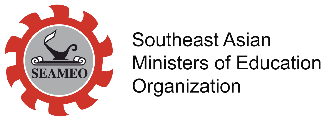 SEAMEO
Southeast Asian
Ministers of Education
Organization